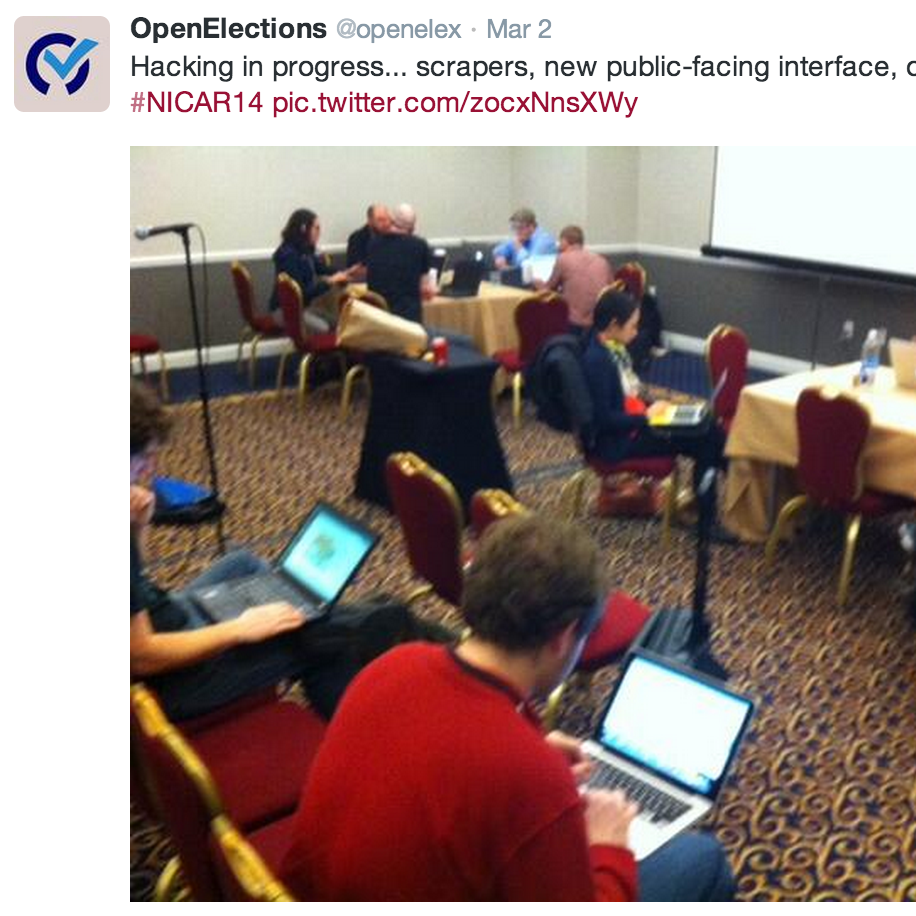 OpenElections @openelex · Mar 2
Hacking in progress... scrapers, new public-facing interface,
#NICAR14 pic.twitter.com/zocxNnsXWy